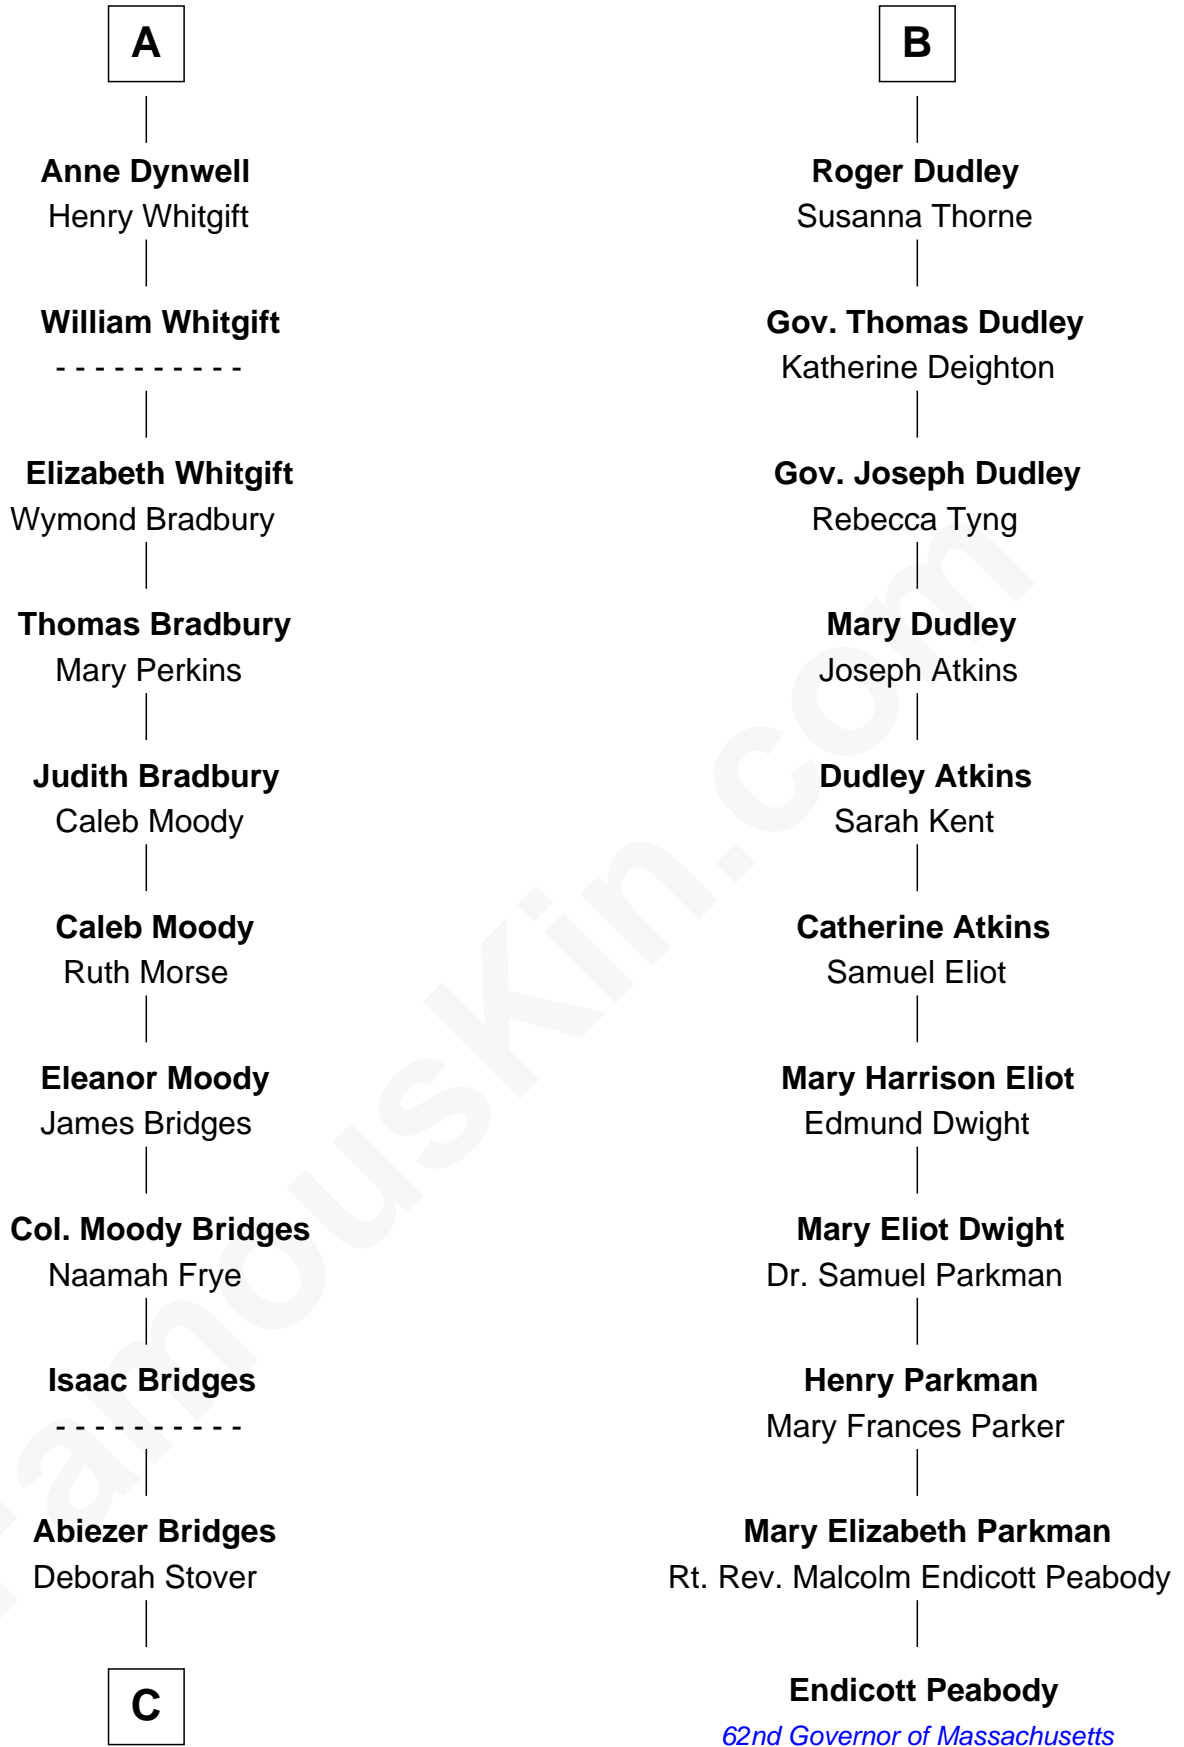 A
Anne Dynwell
Henry Whitgift
William Whitgift
- - - - - - - - - -
Elizabeth Whitgift
Wymond Bradbury
Thomas Bradbury
Mary Perkins
Judith Bradbury
Caleb Moody
Caleb Moody
Ruth Morse
Eleanor Moody
James Bridges
Col. Moody Bridges
Naamah Frye
Isaac Bridges
- - - - - - - - - -
Abiezer Bridges
Deborah Stover
C
B
Roger Dudley
Susanna Thorne
Gov. Thomas Dudley
Katherine Deighton
Gov. Joseph Dudley
Rebecca Tyng
Mary Dudley
Joseph Atkins
Dudley Atkins
Sarah Kent
Catherine Atkins
Samuel Eliot
Mary Harrison Eliot
Edmund Dwight
Mary Eliot Dwight
Dr. Samuel Parkman
Henry Parkman
Mary Frances Parker
Mary Elizabeth Parkman
Rt. Rev. Malcolm Endicott Peabody
Endicott Peabody
62nd Governor of Massachusetts
FamousKin.com